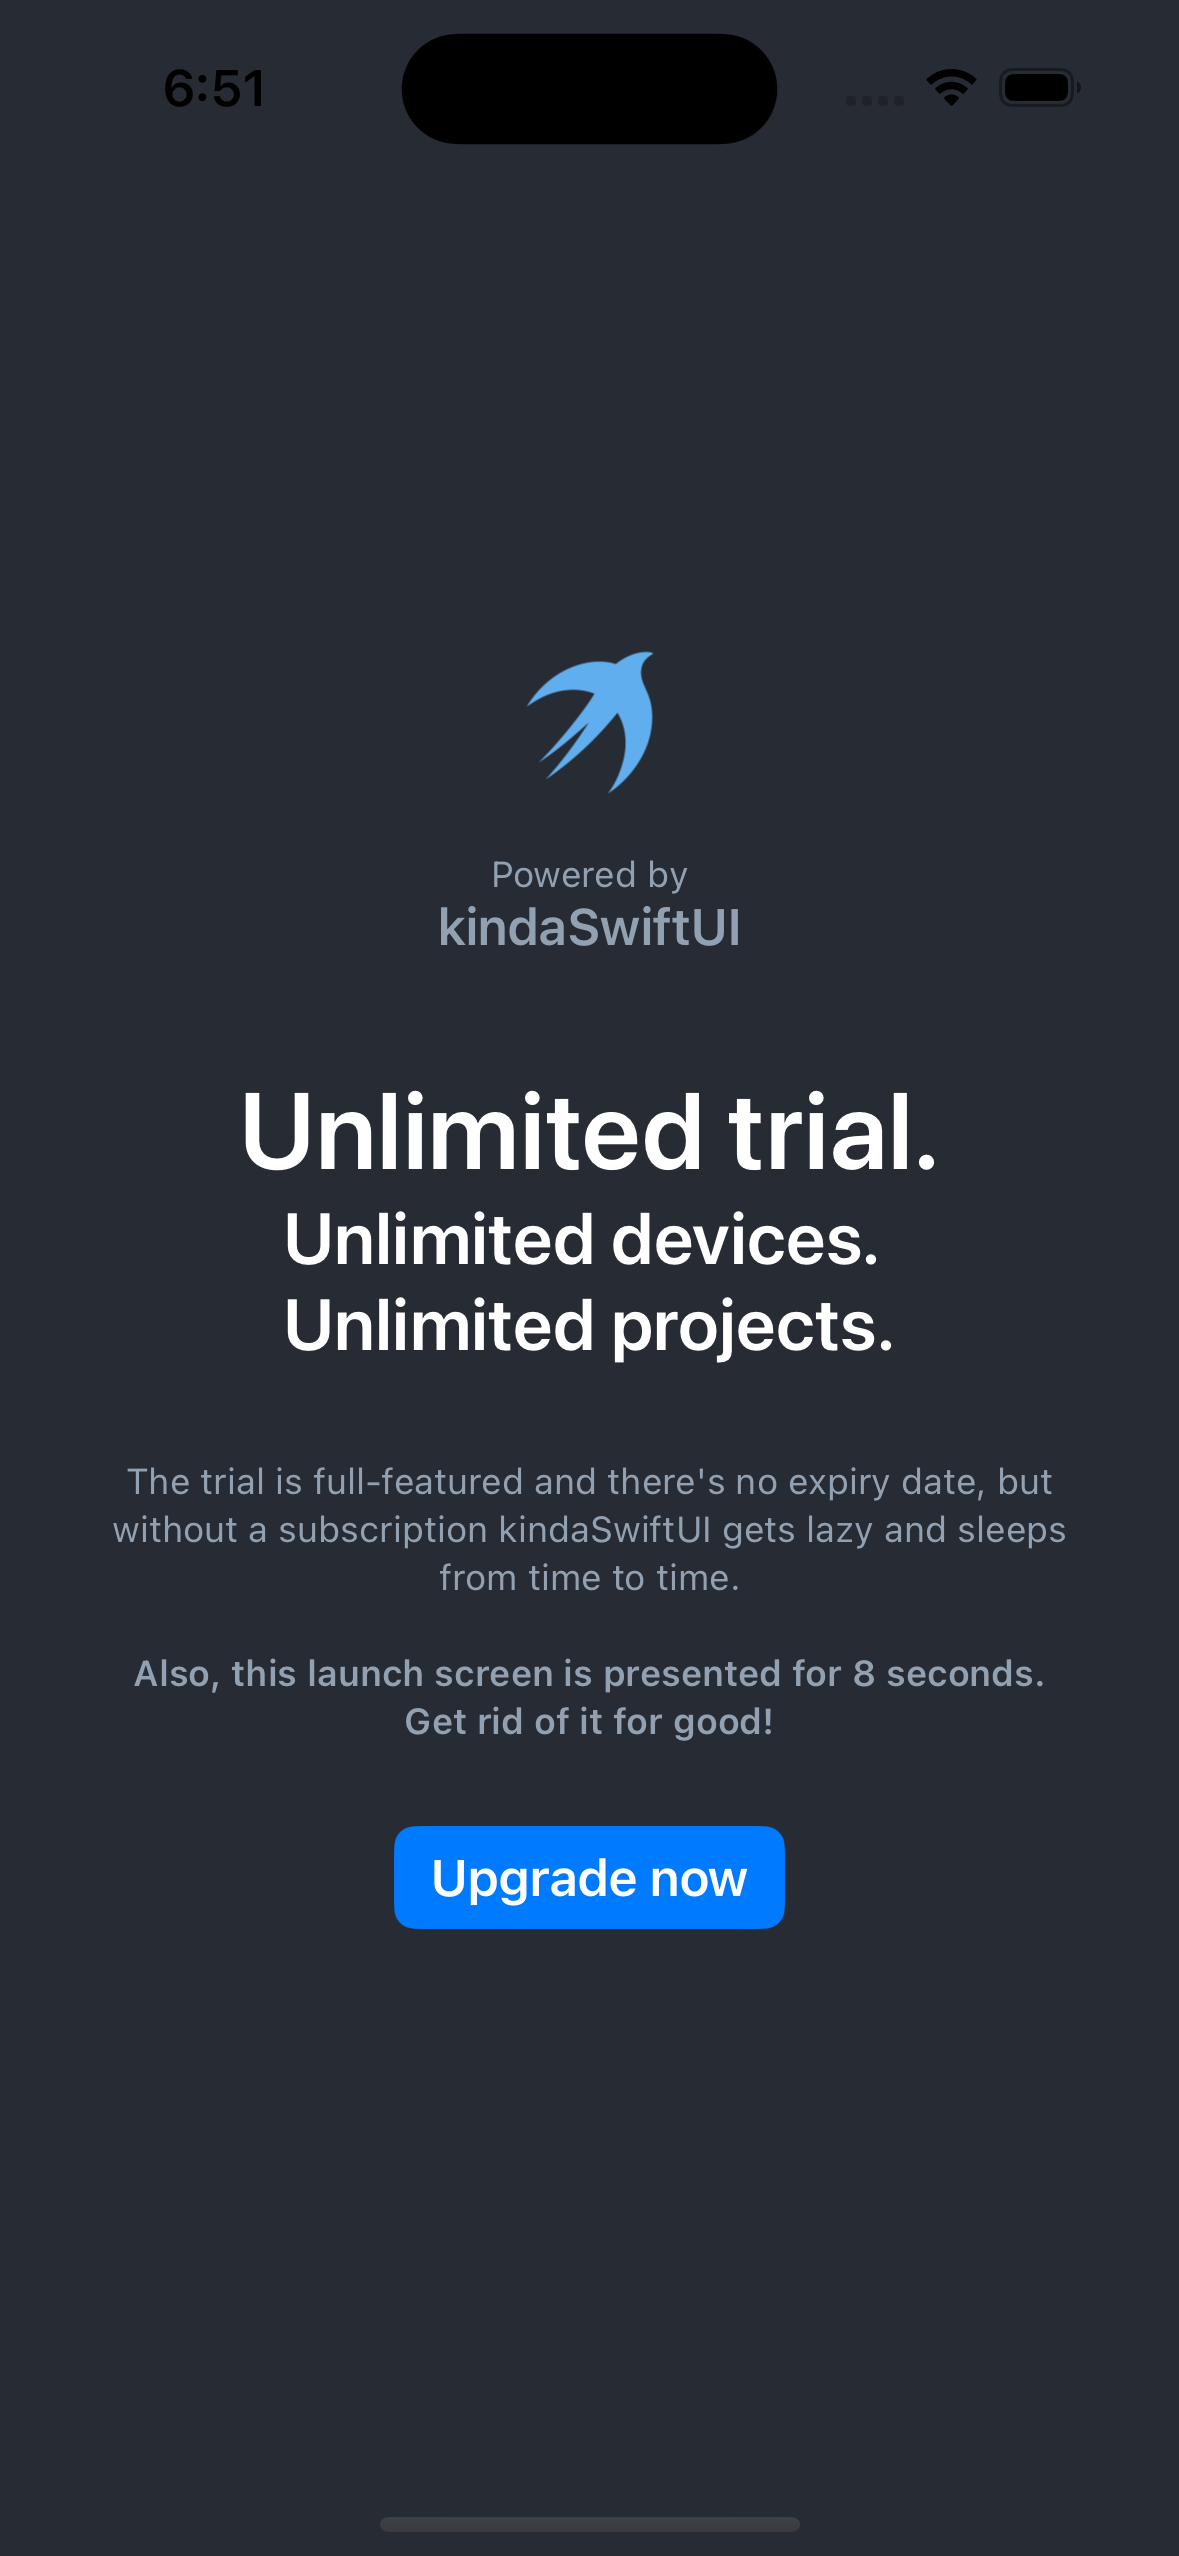 6:51
Powered by
kindaSwiftUI
Unlimited trial.
Unlimited devices.
Unlimited projects.
The trial is full-featured and there's no expiry date, but
without a subscription kindaSwiftUI gets lazy and sleeps
from time to time.
Also, this launch screen is presented for 8 seconds.
Get rid of it for good!
Upgrade now